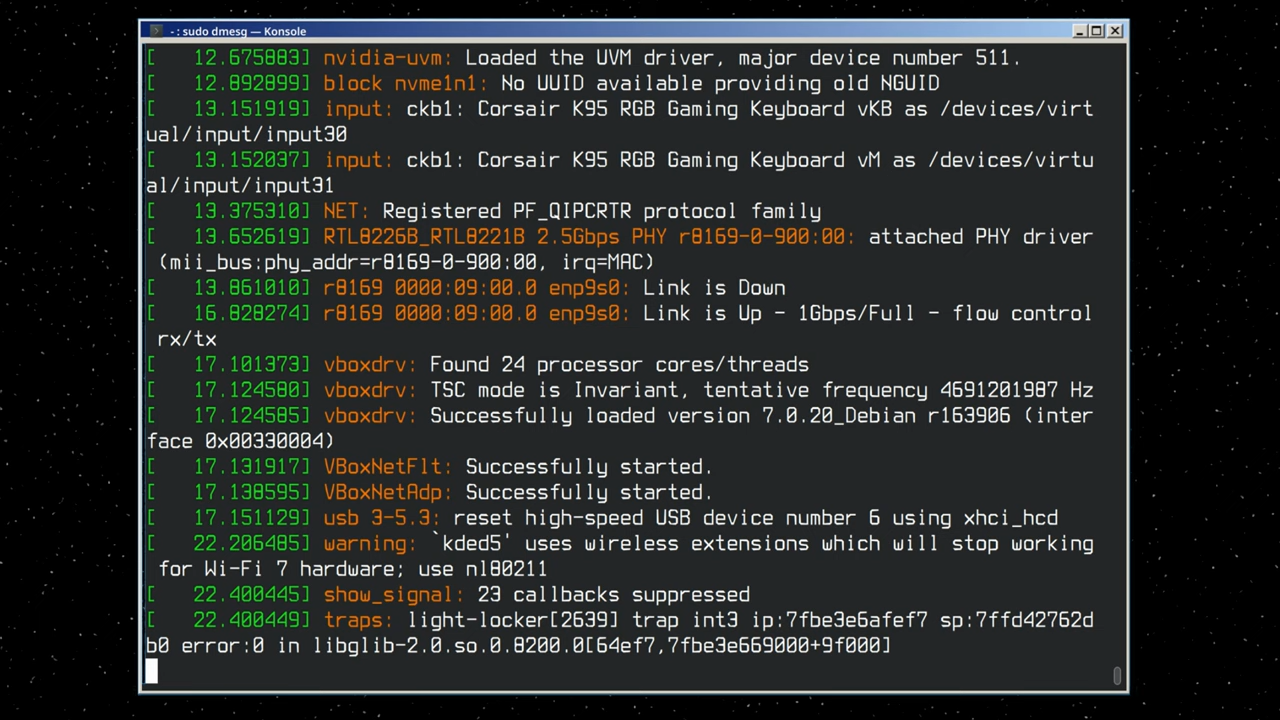 - : sudo dmesg — Konsole
[   12.675883] nvidia-uvm: Loaded the UVM driver, major device number 511.
[   12.892899] block nvme1n1: No UUID available providing old NGUID
[   13.151919] input: ckb1: Corsair K95 RGB Gaming Keyboard vKB as /devices/virt
ual/input/input30
[   13.152037] input: ckb1: Corsair K95 RGB Gaming Keyboard vM as /devices/virtu
al/input/input31
[   13.375310] NET: Registered PF_QIPCRTR protocol family
[   13.652619] RTL8226B_RTL8221B 2.5Gbps PHY r8169-0-900:00: attached PHY driver
(mii_bus:phy_addr=r8169-0-900:00, irq=MAC)
[   13.861010] r8169 0000:09:00.0 enp9s0: Link is Down
[   16.828274] r8169 0000:09:00.0 enp9s0: Link is Up - 1Gbps/Full - flow control
rx/tx
[   17.101373] vboxdrv: Found 24 processor cores/threads
[   17.124580] vboxdrv: TSC mode is Invariant, tentative frequency 4691201987 Hz
[   17.124585] vboxdrv: Successfully loaded version 7.0.20_Debian r163906 (inter
face 0x00330004)
[   17.131917] VBoxNetFlt: Successfully started.
[   17.138595] VBoxNetAdp: Successfully started.
[   17.151129] usb 3-5.3: reset high-speed USB device number 6 using xhci_hcd
[   22.206485] warning: `kded5' uses wireless extensions which will stop working
for Wi-Fi 7 hardware; use nl80211
[   22.400445] show_signal: 23 callbacks suppressed
[   22.400449] traps: light-locker[2639] trap int3 ip:7fbe3e6afef7 sp:7ffd42762d
b0 error:0 in libglib-2.0.so.0.8200.0[64ef7,7fbe3e669000+9f000]